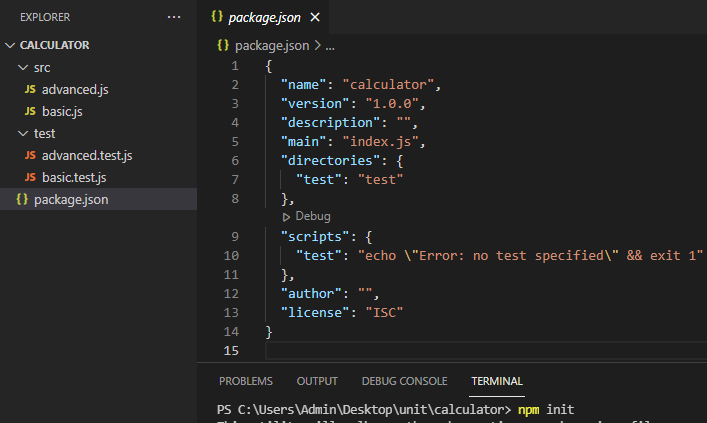 EXPLORER ...
CALCULATOR
src
JS advanced.js
JS basic.js
test
JS advanced.test.js
JS basic.test.js
{} package.json
{} package.json ×
{} package.json > ...
1 {
2 "name": "calculator",
3 "version": "1.0.0",
4 "description": "",
5 "main": "index.js",
6 "directories": {
7 "test": "test"
8 },
Debug
9 "scripts": {
10 "test": "echo \"Error: no test specified\" && exit 1"
11 },
12 "author": "",
13 "license": "ISC"
14 }
15
PROBLEMS OUTPUT DEBUG CONSOLE TERMINAL
PS C:\Users\Admin\Desktop\unit\calculator> npm init